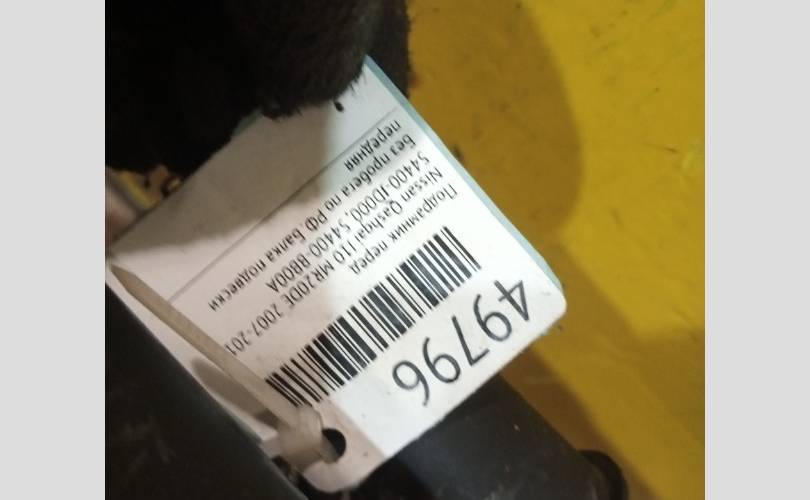 49796
Подрамник перед
Nissan Qashqai J10 MR20DE 2007-201
54400-JD000, 54400-BB00A
Без пробега по РФ. Балка подвески
передняя